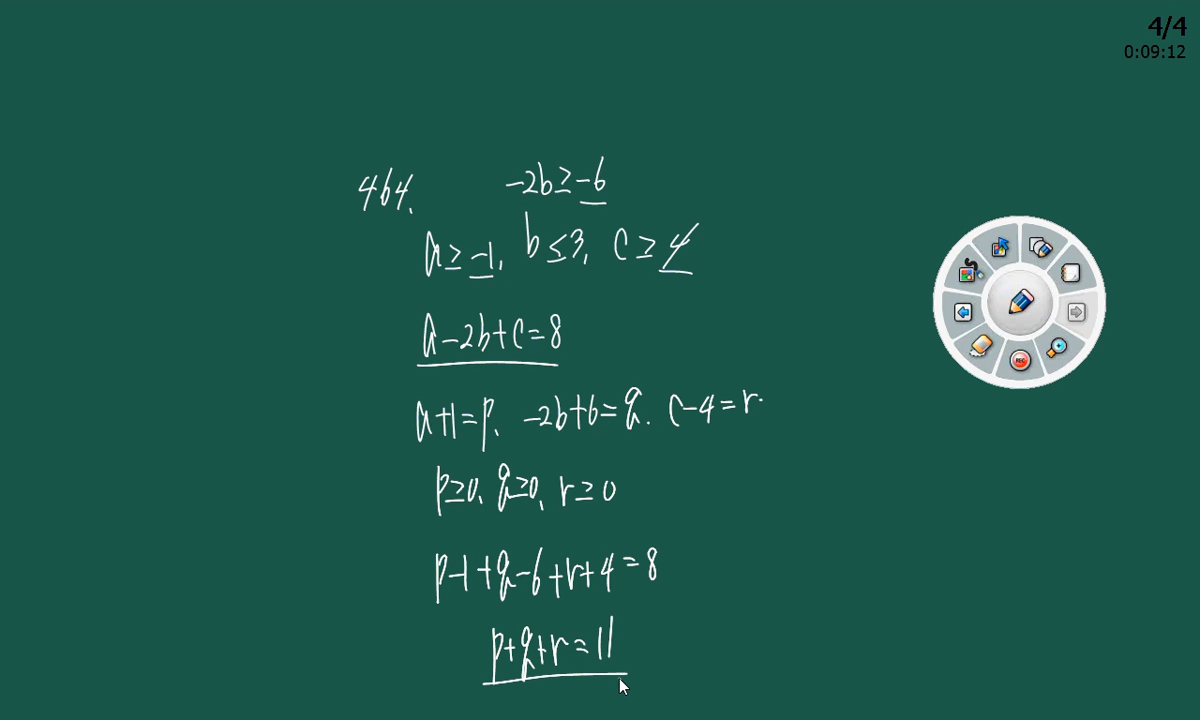 4/4
0:09:12
464.
-2b ≥ -6
a ≥ -1, b ≤ 3, c ≥ 4
a-2b+c=8
a+1=p, -2b+6=q. c-4=r.
p≥0, q≥0, r≥0
p-1+q-6+r+4=8
p+q+r=11
REC